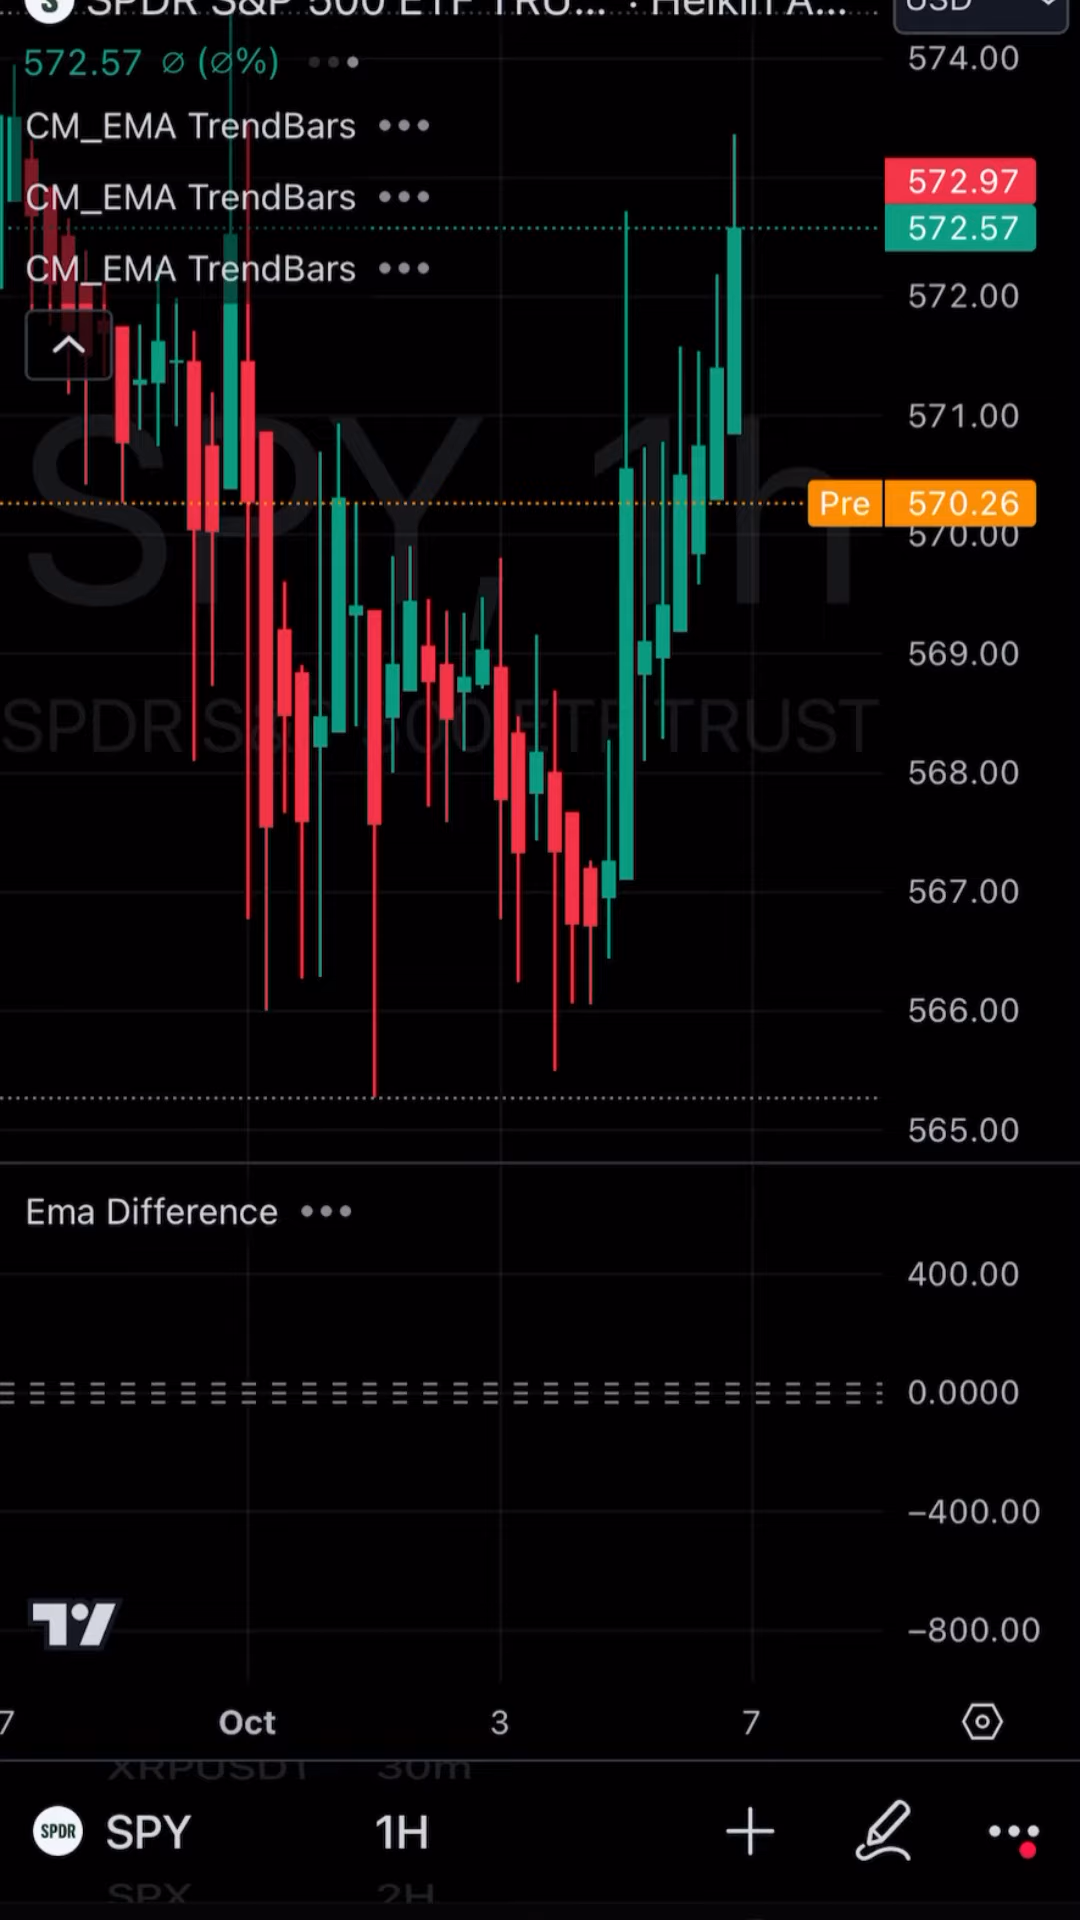 SPDR S&P 500 ETF TRU... · Heikin A...
USD
572.57 ∅ (∅%)
574.00
CM_EMA TrendBars
572.97
CM_EMA TrendBars
572.57
CM_EMA TrendBars
572.00
571.00
SPY, 1h
Pre 570.26
570.00
569.00
SPDR S&P 500 ETF TRUST
568.00
567.00
566.00
565.00
Ema Difference
400.00
0.0000
−400.00
−800.00
7 Oct 3 7
XRPUSDT 30m
SPDR SPY 1H
SPX 2H